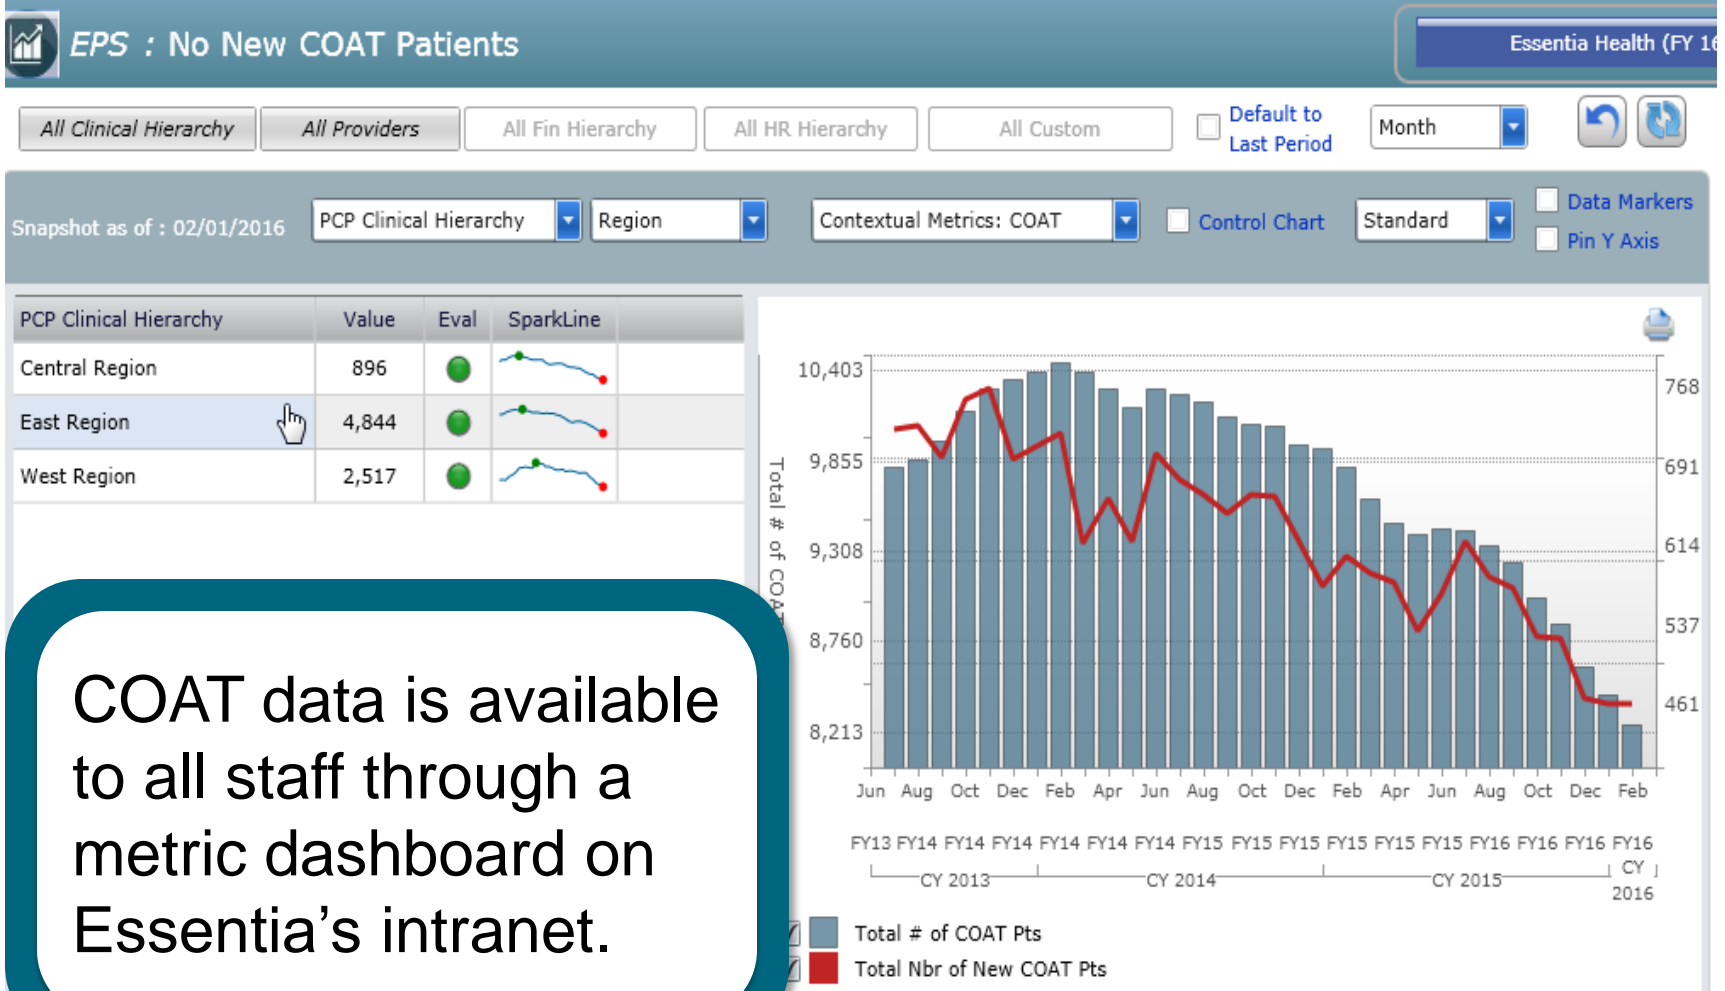 EPS : No New COAT Patients
Essentia Health (FY 16
All Clinical Hierarchy All Providers All Fin Hierarchy All HR Hierarchy All Custom Default to Last Period Month
Snapshot as of : 02/01/2016 PCP Clinical Hierarchy Region Contextual Metrics: COAT Control Chart Standard Data Markers
Pin Y Axis
PCP Clinical Hierarchy Value Eval SparkLine
Central Region 896
East Region 4,844
West Region 2,517
COAT data is available
to all staff through a
metric dashboard on
Essentia’s intranet.
Total # of COAT
10,403
9,855
9,308
8,760
8,213
768
691
614
537
461
Jun Aug Oct Dec Feb Apr Jun Aug Oct Dec Feb Apr Jun Aug Oct Dec Feb
FY13 FY14 FY14 FY14 FY14 FY14 FY14 FY15 FY15 FY15 FY15 FY15 FY15 FY16 FY16 FY16 FY16
CY 2013 CY 2014 CY 2015 CY 2016
Total # of COAT Pts
Total Nbr of New COAT Pts